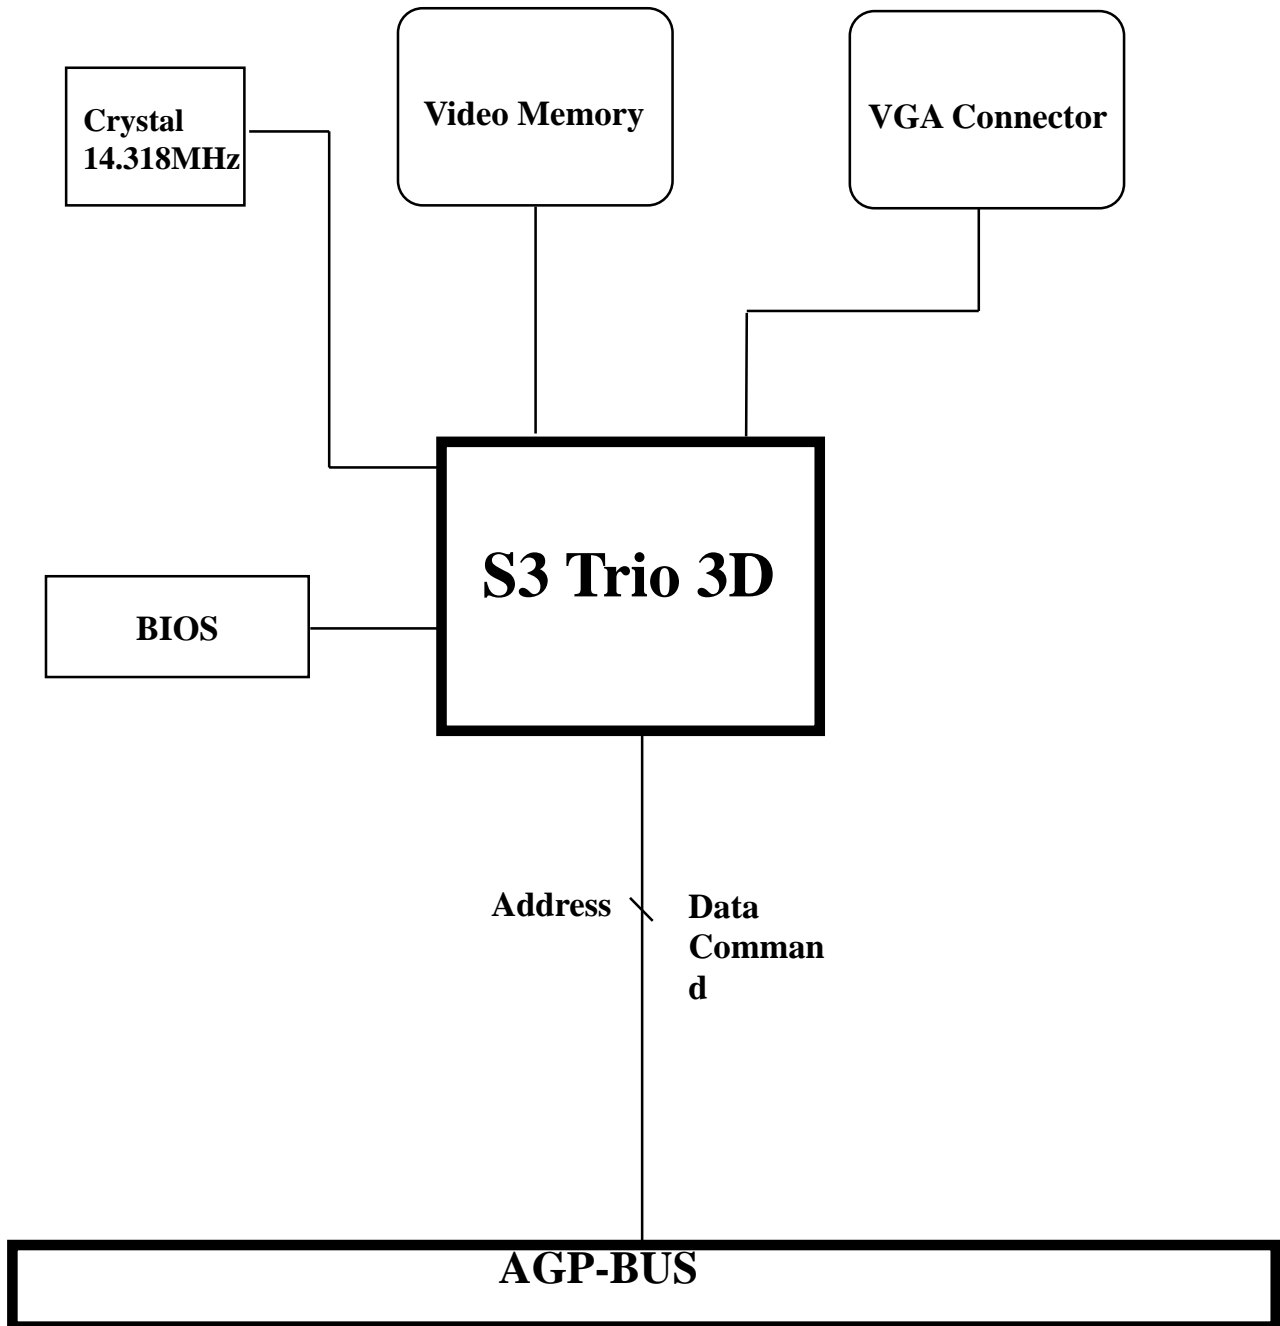 Crystal
14.318MHz
Video Memory
VGA Connector
S3 Trio 3D
BIOS
Address
Data
Comman
d
AGP-BUS